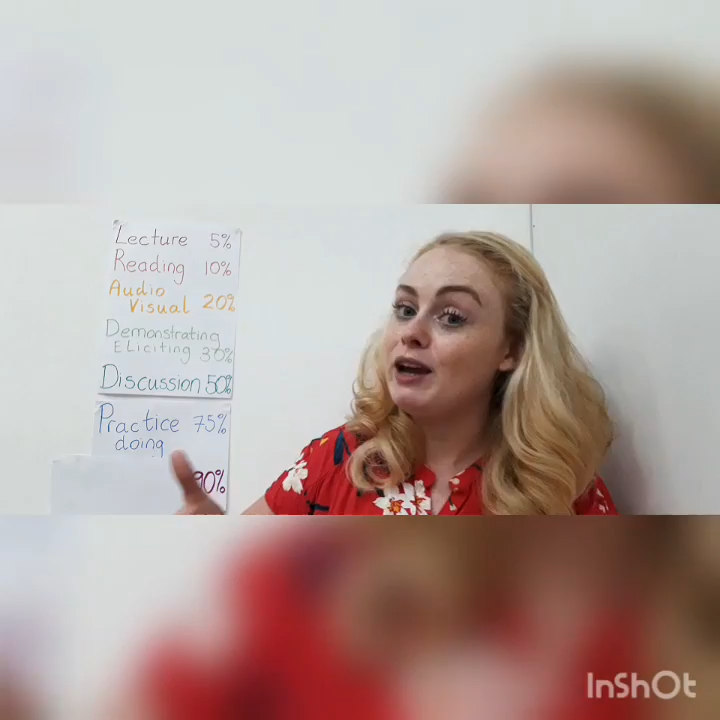 Lecture 5%
Reading 10%
Audio
Visual 20%
Demonstrating
Eliciting 30%
Discussion 50%
Practice 75%
doing
90%
InShOt